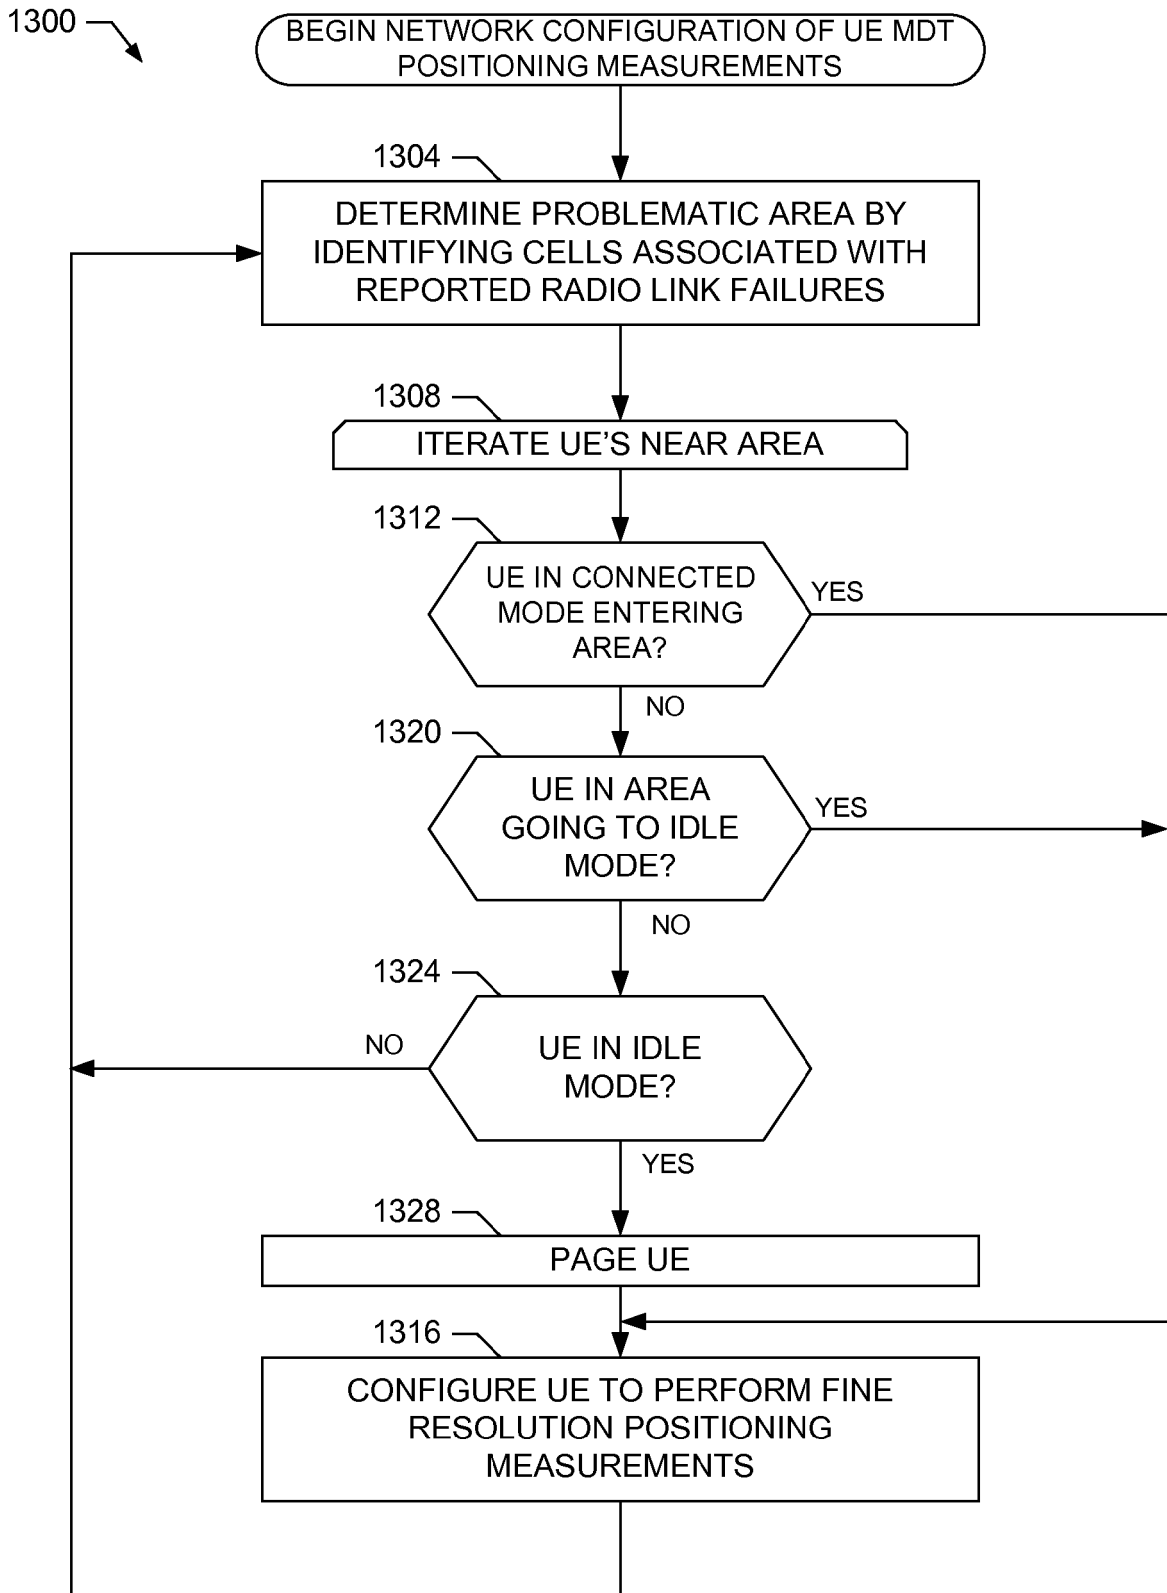 1300
BEGIN NETWORK CONFIGURATION OF UE MDT
POSITIONING MEASUREMENTS
1304
DETERMINE PROBLEMATIC AREA BY
IDENTIFYING CELLS ASSOCIATED WITH
REPORTED RADIO LINK FAILURES
1308
ITERATE UE'S NEAR AREA
1312
UE IN CONNECTED
MODE ENTERING
AREA?
YES
NO
1320
UE IN AREA
GOING TO IDLE
MODE?
YES
NO
1324
UE IN IDLE
MODE?
NO
YES
1328
PAGE UE
1316
CONFIGURE UE TO PERFORM FINE
RESOLUTION POSITIONING
MEASUREMENTS